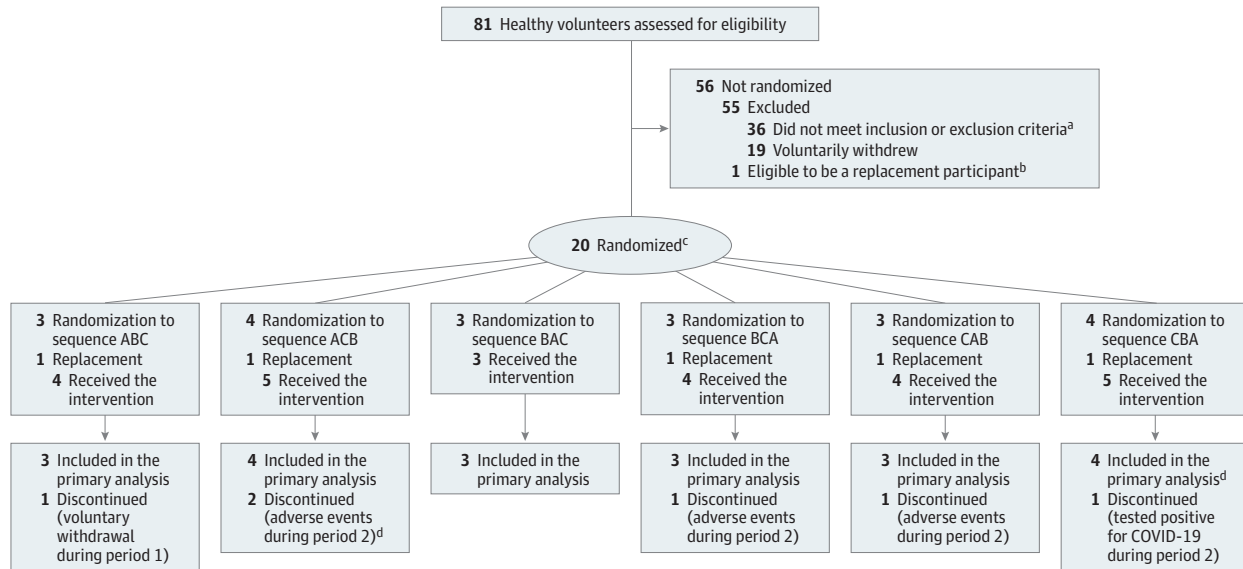 81 Healthy volunteers assessed for eligibility
56 Not randomized
55 Excluded
36 Did not meet inclusion or exclusion criteriaᵃ
19 Voluntarily withdrew
1 Eligible to be a replacement participantᵇ
20 Randomizedᶜ
3 Randomization to
sequence ABC
1 Replacement
4 Received the
intervention
4 Randomization to
sequence ACB
1 Replacement
5 Received the
intervention
3 Randomization to
sequence BAC
3 Received the
intervention
3 Randomization to
sequence BCA
1 Replacement
4 Received the
intervention
3 Randomization to
sequence CAB
1 Replacement
4 Received the
intervention
4 Randomization to
sequence CBA
1 Replacement
5 Received the
intervention
3 Included in the
primary analysis
1 Discontinued
(voluntary
withdrawal
during period 1)
4 Included in the
primary analysis
2 Discontinued
(adverse events
during period 2)ᵈ
3 Included in the
primary analysis
3 Included in the
primary analysis
1 Discontinued
(adverse events
during period 2)
3 Included in the
primary analysis
1 Discontinued
(adverse events
during period 2)
4 Included in the
primary analysisᵈ
1 Discontinued
(tested positive
for COVID-19
during period 2)